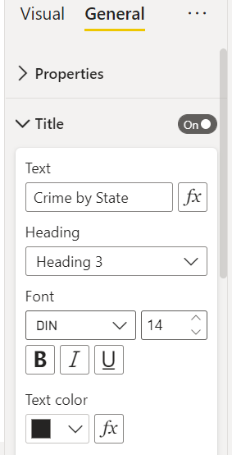 Visual General ...
Properties
Title On
Text
Crime by State fx
Heading
Heading 3
Font
DIN 14
B I U
Text color
fx